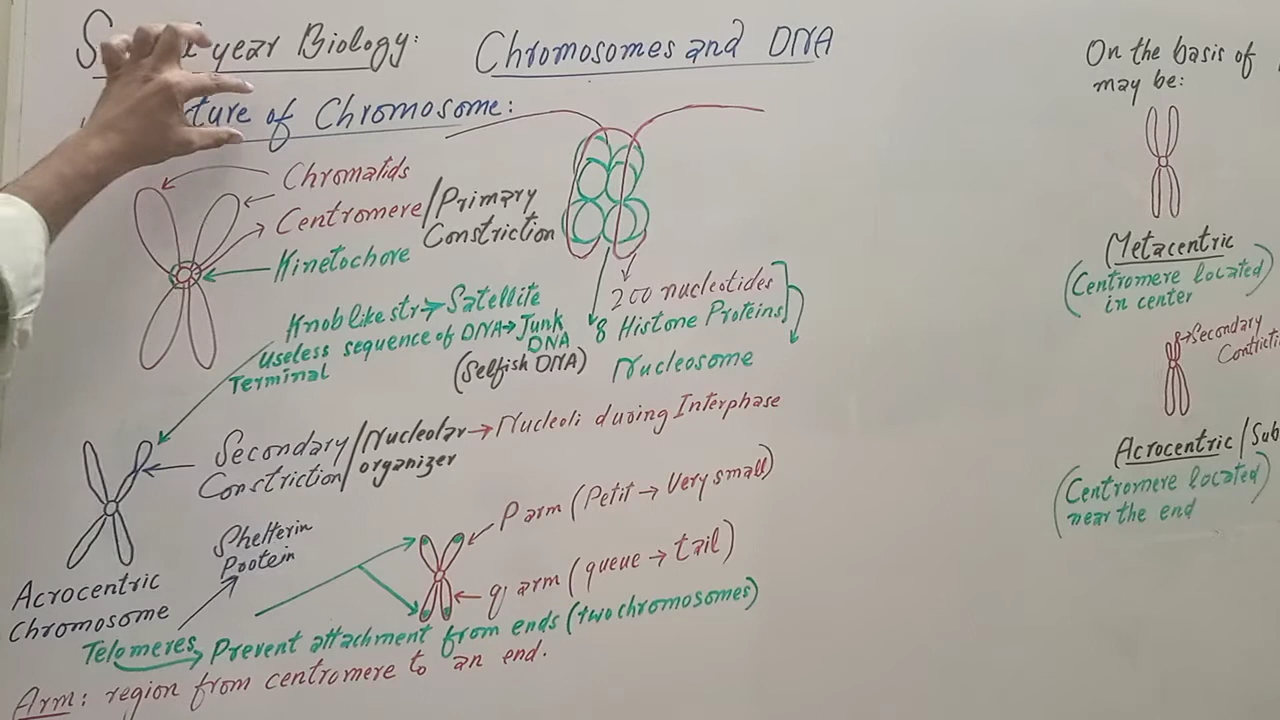 year Biology: Chromosomes and DNA
ture of Chromosome:
Chromatids
Centromere/Primary
Constriction
Kinetochore
Knob like str→Satellite
Useless sequence of DNA→Junk
DNA
Terminal
(Selfish DNA)
200 nucleotides
8 Histone Proteins
Nucleosome
Secondary
Constriction/Nucleolar
organizer→Nucleoli during Interphase
Acrocentric
Chromosome
Shelterin
Protein
P arm (Petit → Very small)
q arm (queue → tail)
Telomeres → Prevent attachment from ends (two chromosomes)
Arm: region from centromere to an end.
On the basis of
may be:
Metacentric
(Centromere located)
in center
Secondary
Acrocentric/Sub
(Centromere located)
near the end